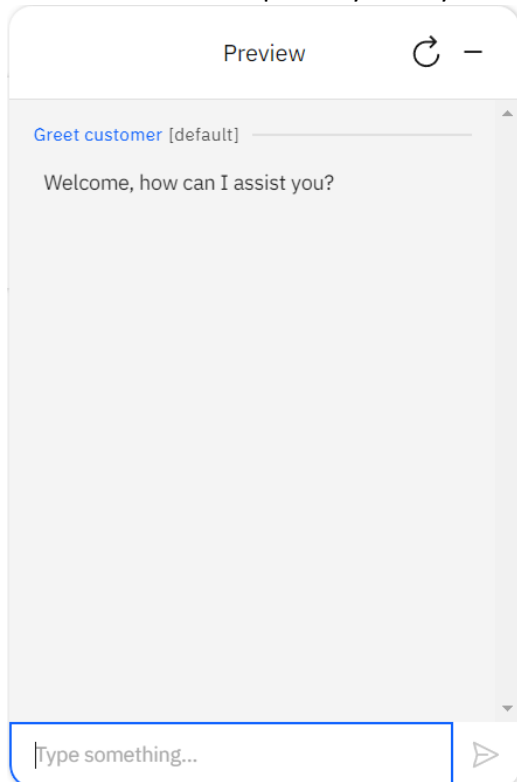 Preview
Greet customer [default]
Welcome, how can I assist you?
Type something...